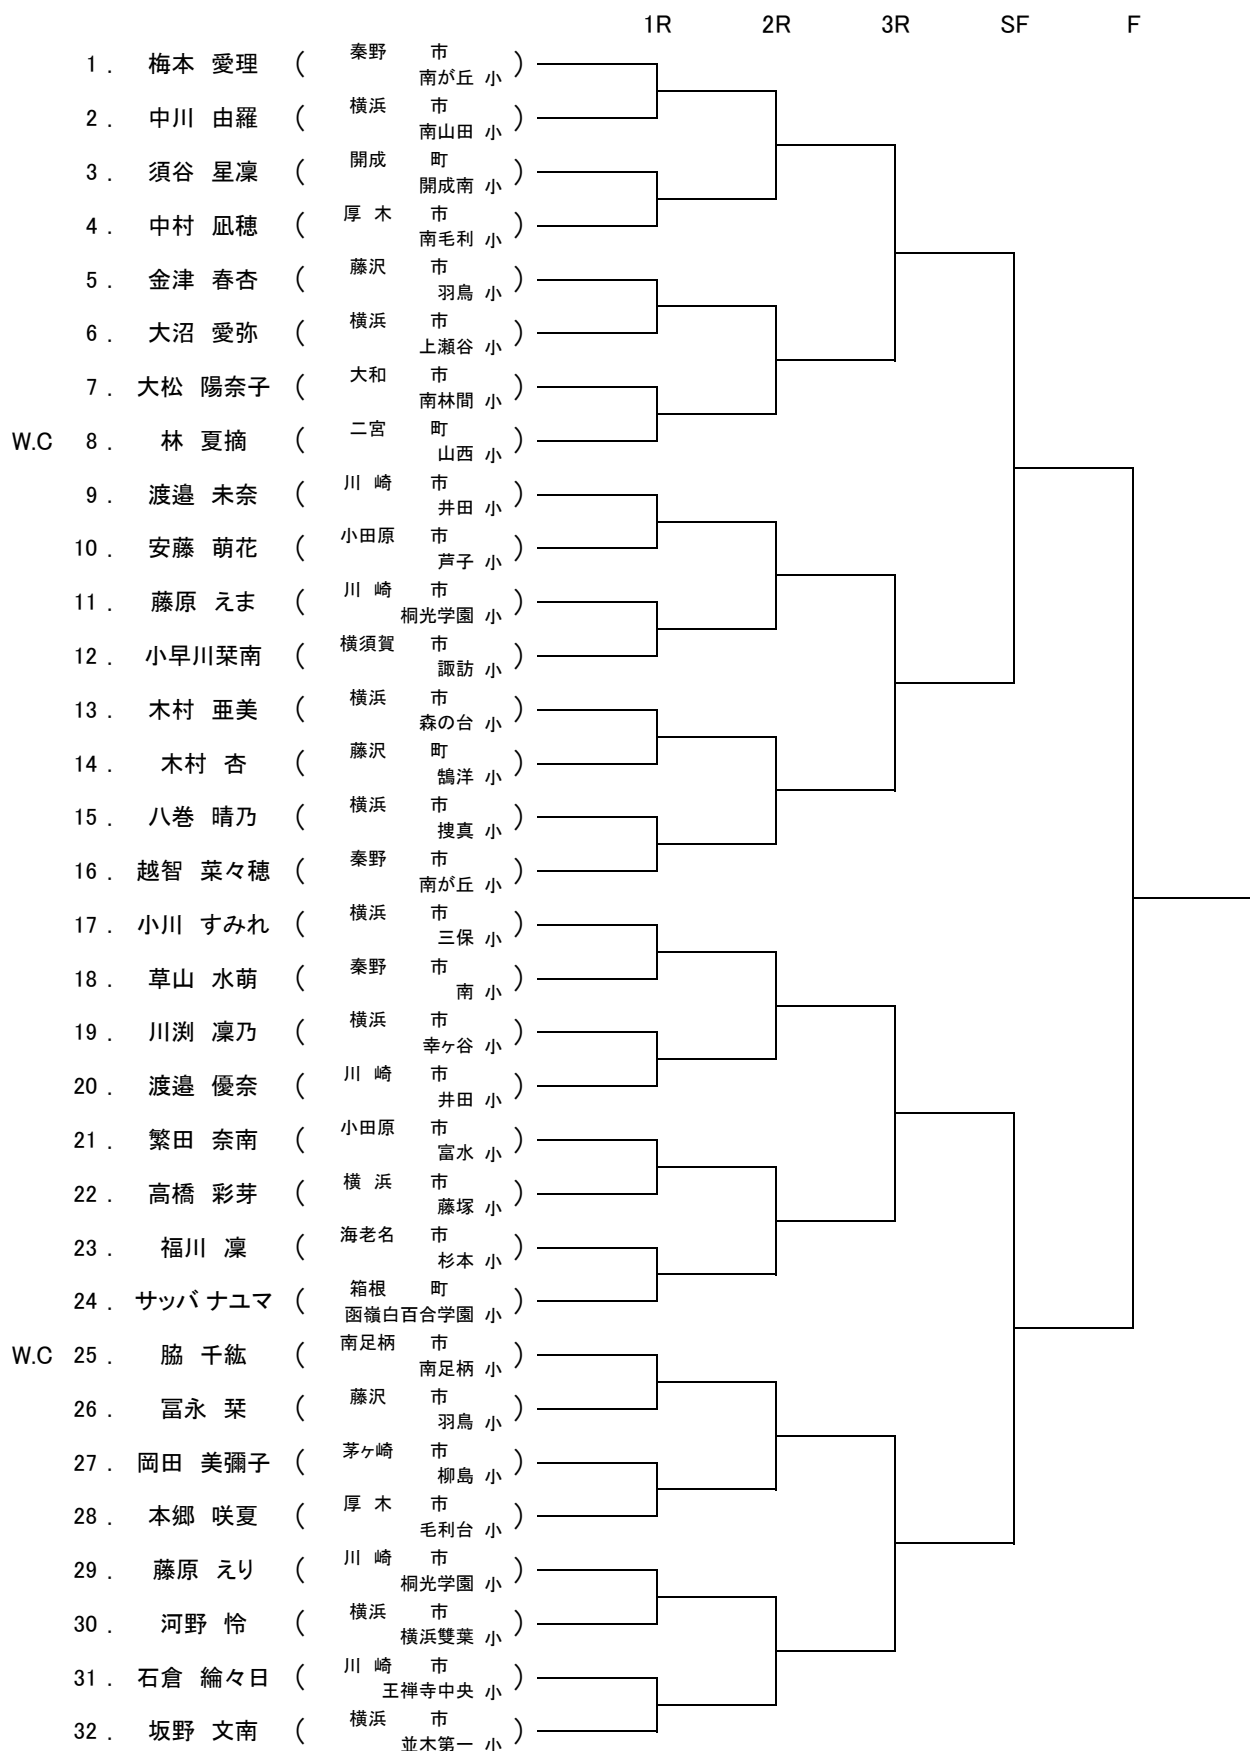 1R 2R 3R SF F
1 . 梅本 愛理 ( 秦野 市 南が丘 小 )
2 . 中川 由羅 ( 横浜 市 南山田 小 )
3 . 須谷 星凜 ( 開成 町 開成南 小 )
4 . 中村 凪穂 ( 厚 木 市 南毛利 小 )
5 . 金津 春杏 ( 藤沢 市 羽鳥 小 )
6 . 大沼 愛弥 ( 横浜 市 上瀬谷 小 )
7 . 大松 陽奈子 ( 大和 市 南林間 小 )
W.C 8 . 林 夏摘 ( 二宮 町 山西 小 )
9 . 渡邉 未奈 ( 川 崎 市 井田 小 )
10 . 安藤 萌花 ( 小田原 市 芦子 小 )
11 . 藤原 えま ( 川 崎 市 桐光学園 小 )
12 . 小早川栞南 ( 横須賀 市 諏訪 小 )
13 . 木村 亜美 ( 横浜 市 森の台 小 )
14 . 木村 杏 ( 藤沢 町 鵠洋 小 )
15 . 八巻 晴乃 ( 横浜 市 捜真 小 )
16 . 越智 菜々穂 ( 秦野 市 南が丘 小 )
17 . 小川 すみれ ( 横浜 市 三保 小 )
18 . 草山 水萌 ( 秦野 市 南 小 )
19 . 川渕 凜乃 ( 横浜 市 幸ヶ谷 小 )
20 . 渡邉 優奈 ( 川 崎 市 井田 小 )
21 . 繁田 奈南 ( 小田原 市 富水 小 )
22 . 高橋 彩芽 ( 横 浜 市 藤塚 小 )
23 . 福川 凜 ( 海老名 市 杉本 小 )
24 . サッバ ナユマ ( 箱根 町 函嶺白百合学園 小 )
W.C 25 . 脇 千紘 ( 南足柄 市 南足柄 小 )
26 . 冨永 栞 ( 藤沢 市 羽鳥 小 )
27 . 岡田 美彌子 ( 茅ヶ崎 市 柳島 小 )
28 . 本郷 咲夏 ( 厚 木 市 毛利台 小 )
29 . 藤原 えり ( 川 崎 市 桐光学園 小 )
30 . 河野 怜 ( 横浜 市 横浜雙葉 小 )
31 . 石倉 綸々日 ( 川 崎 市 王禅寺中央 小 )
32 . 坂野 文南 ( 横浜 市 並木第一 小 )